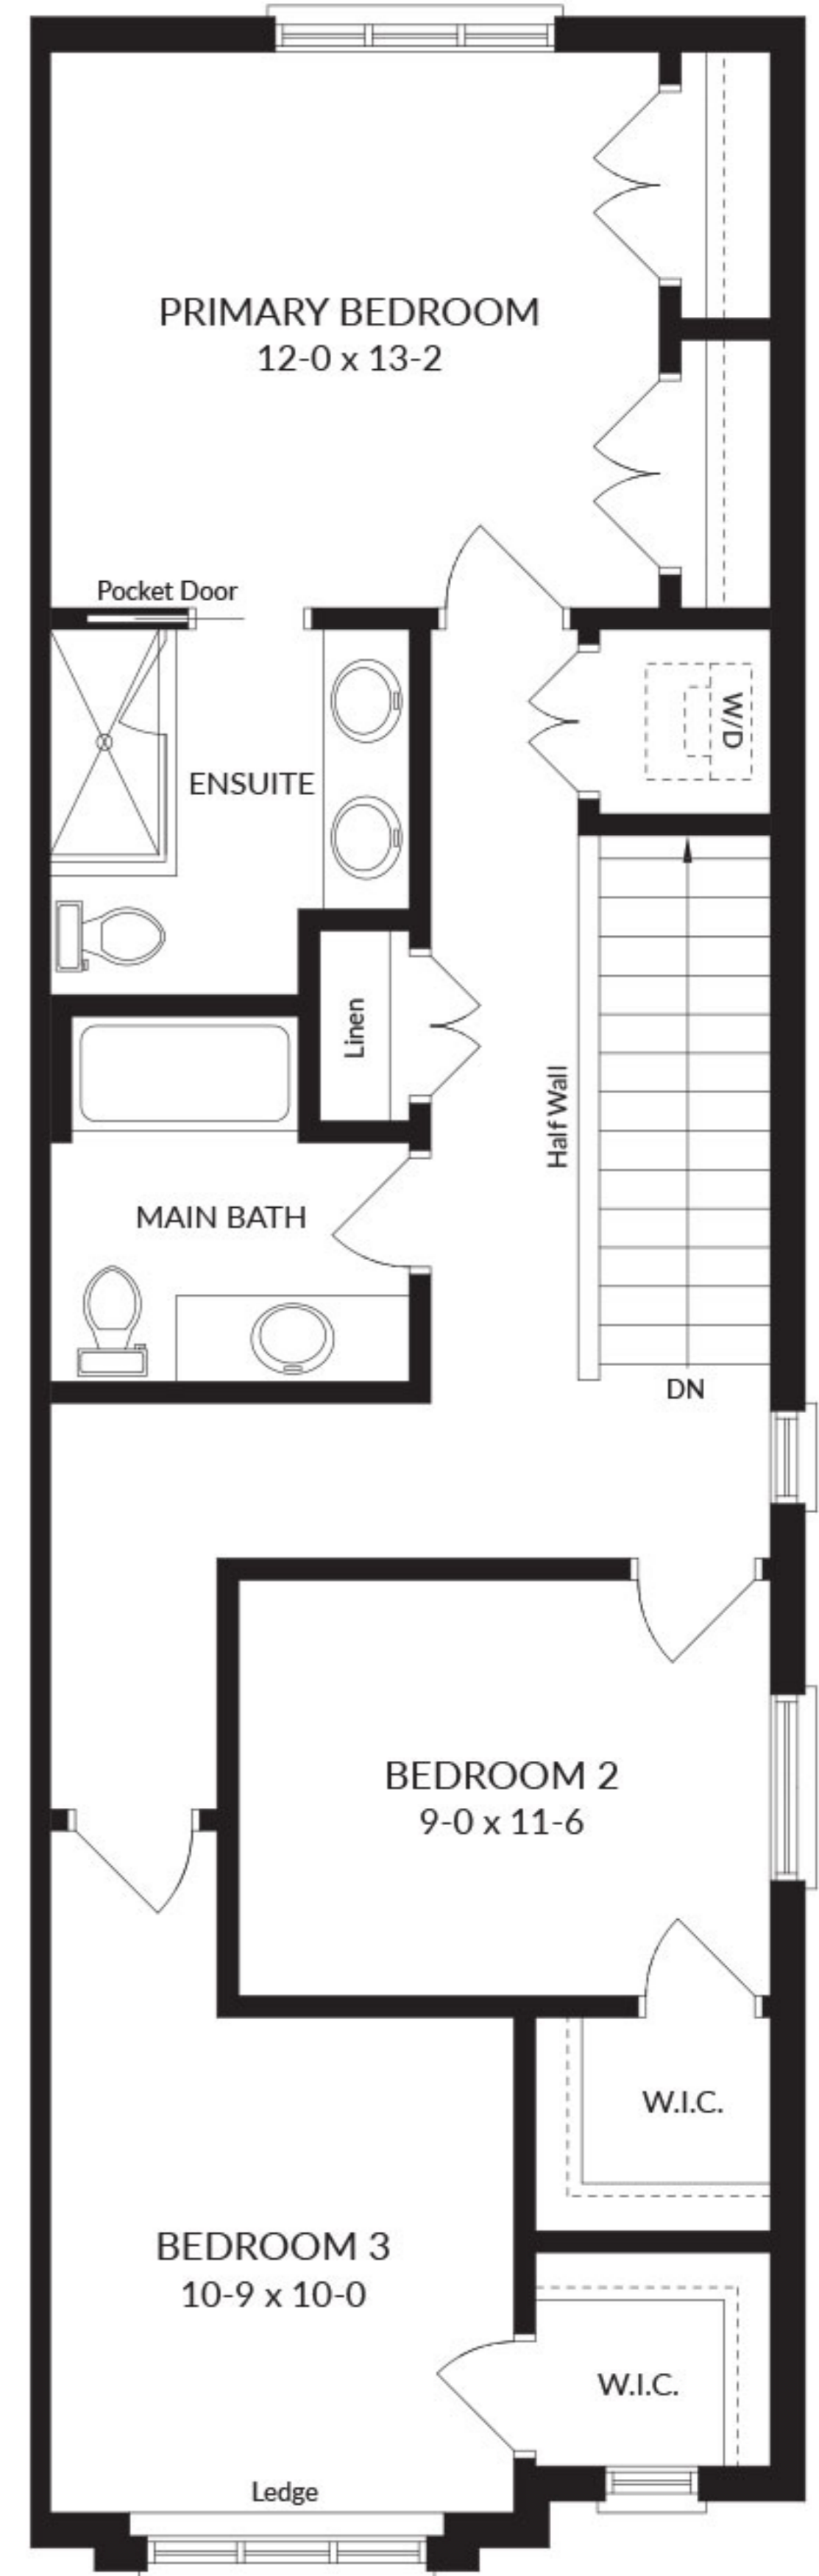 PRIMARY BEDROOM
12-0 x 13-2
Pocket Door
W/D
ENSUITE
Linen
Half Wall
MAIN BATH
DN
BEDROOM 2
9-0 x 11-6
W.I.C.
BEDROOM 3
10-9 x 10-0
W.I.C.
Ledge